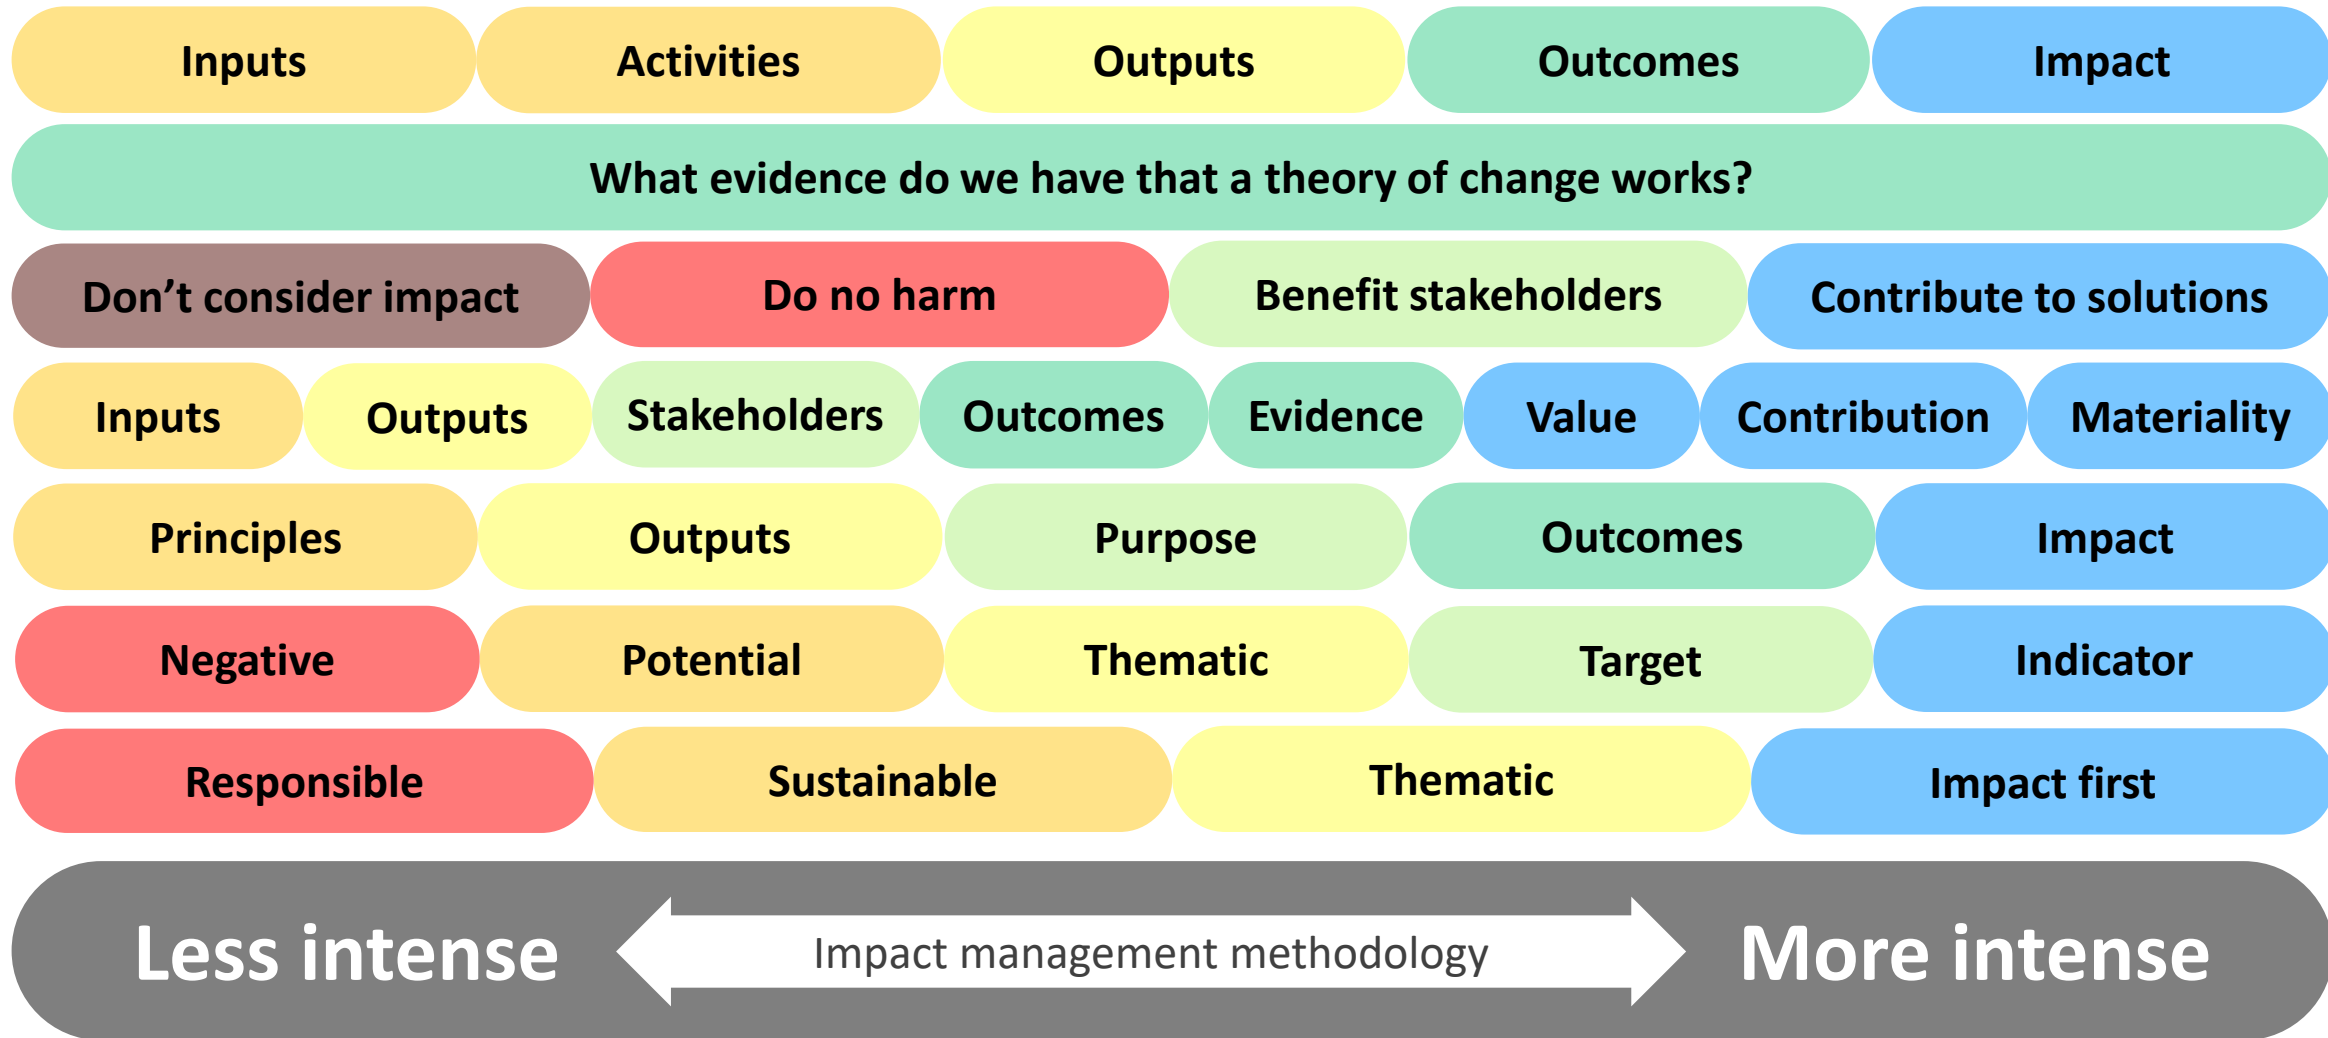 Inputs Activities Outputs Outcomes Impact
What evidence do we have that a theory of change works?
Don’t consider impact Do no harm Benefit stakeholders Contribute to solutions
Inputs Outputs Stakeholders Outcomes Evidence Value Contribution Materiality
Principles Outputs Purpose Outcomes Impact
Negative Potential Thematic Target Indicator
Responsible Sustainable Thematic Impact first
Less intense Impact management methodology More intense